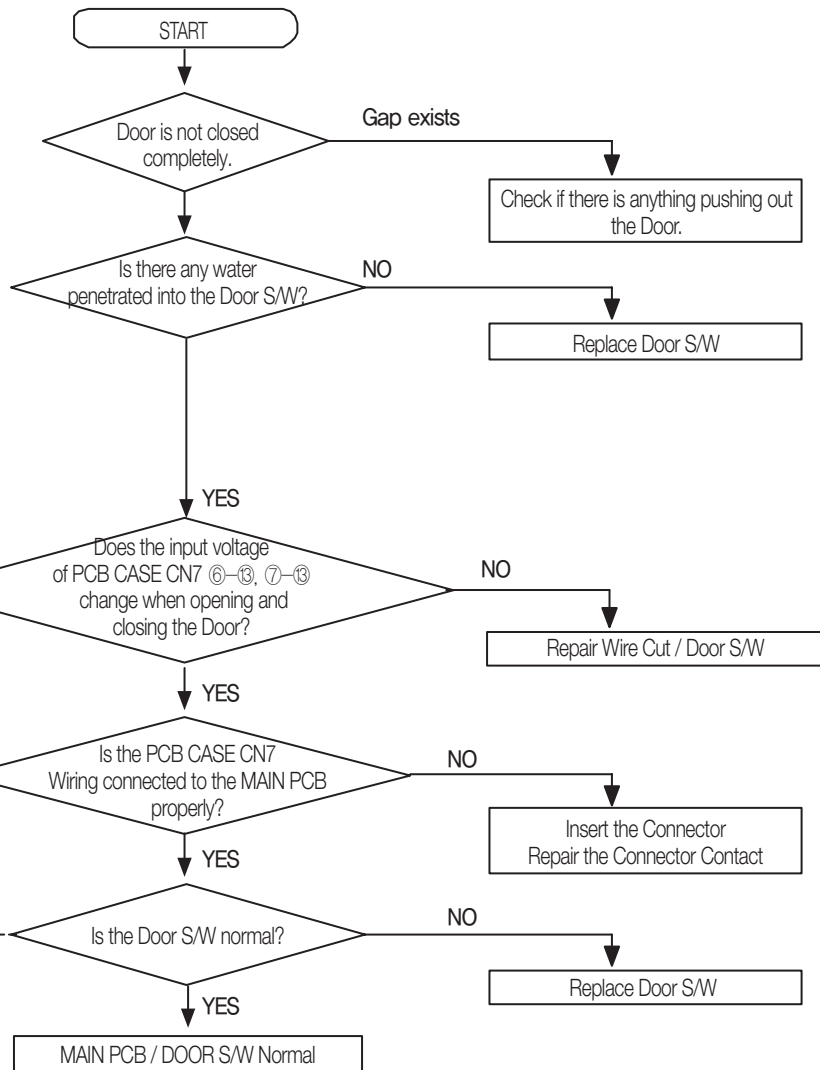 START
Door is not closed
completely.
Gap exists
Check if there is anything pushing out
the Door.
Is there any water
penetrated into the Door S/W?
NO
Replace Door S/W
YES
Does the input voltage
of PCB CASE CN7 ⑥-⑬, ⑦-⑬
change when opening and
closing the Door?
NO
Repair Wire Cut / Door S/W
YES
Is the PCB CASE CN7
Wiring connected to the MAIN PCB
properly?
NO
Insert the Connector
Repair the Connector Contact
YES
Is the Door S/W normal?
NO
Replace Door S/W
YES
MAIN PCB / DOOR S/W Normal